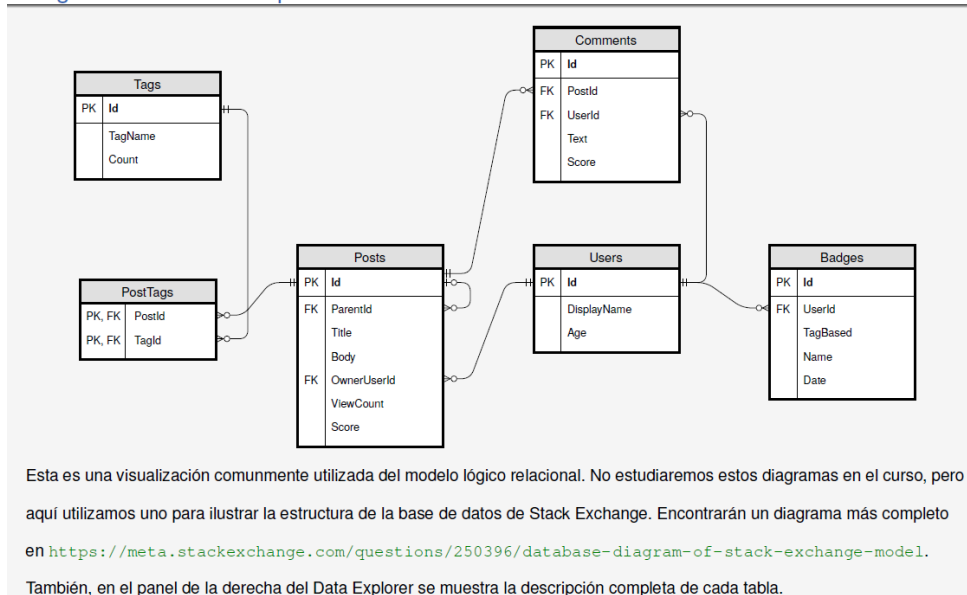 Tags
PK Id
TagName
Count
PostTags
PK, FK PostId
PK, FK TagId
Posts
PK Id
FK ParentId
Title
Body
FK OwnerUserId
ViewCount
Score
Comments
PK Id
FK PostId
FK UserId
Text
Score
Users
PK Id
DisplayName
Age
Badges
PK Id
FK UserId
TagBased
Name
Date
Esta es una visualización comunmente utilizada del modelo lógico relacional. No estudiaremos estos diagramas en el curso, pero
aquí utilizamos uno para ilustrar la estructura de la base de datos de Stack Exchange. Encontrarán un diagrama más completo
en https://meta.stackexchange.com/questions/250396/database-diagram-of-stack-exchange-model.
También, en el panel de la derecha del Data Explorer se muestra la descripción completa de cada tabla.